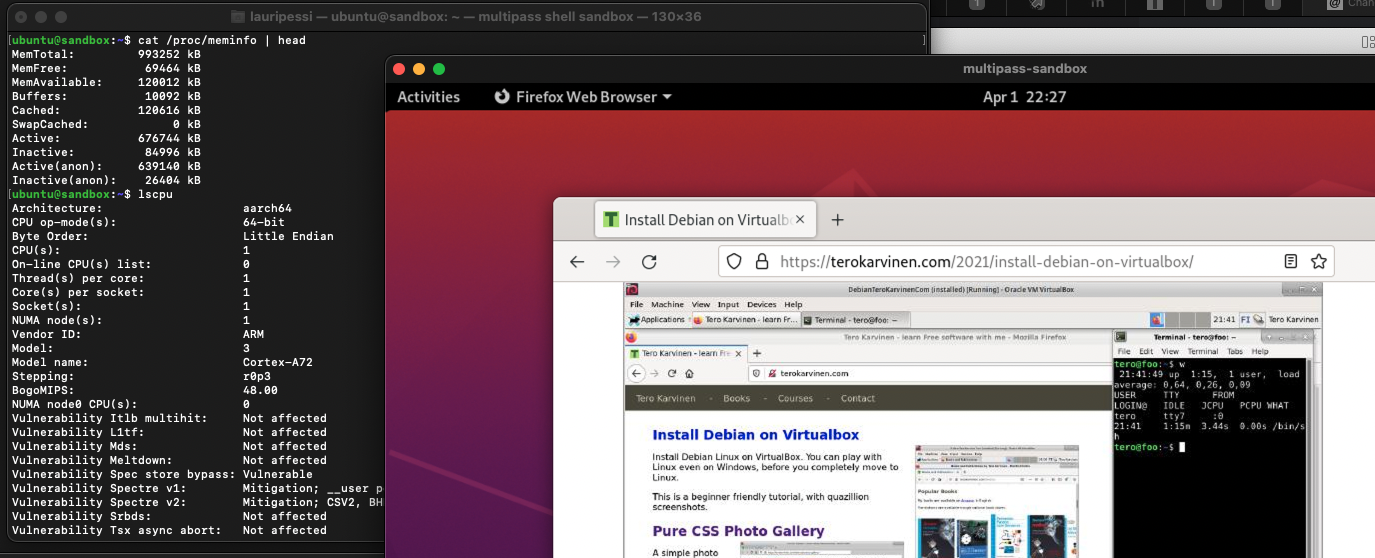 lauripessi — ubuntu@sandbox: ~ — multipass shell sandbox — 130×36
ubuntu@sandbox:~$ cat /proc/meminfo | head
MemTotal: 993252 kB
MemFree: 69464 kB
MemAvailable: 120012 kB
Buffers: 10092 kB
Cached: 120616 kB
SwapCached: 0 kB
Active: 676744 kB
Inactive: 84996 kB
Active(anon): 639140 kB
Inactive(anon): 26404 kB
ubuntu@sandbox:~$ lscpu
Architecture: aarch64
CPU op-mode(s): 64-bit
Byte Order: Little Endian
CPU(s): 1
On-line CPU(s) list: 0
Thread(s) per core: 1
Core(s) per socket: 1
Socket(s): 1
NUMA node(s): 1
Vendor ID: ARM
Model: 3
Model name: Cortex-A72
Stepping: r0p3
BogoMIPS: 48.00
NUMA node0 CPU(s): 0
Vulnerability Itlb multihit: Not affected
Vulnerability L1tf: Not affected
Vulnerability Mds: Not affected
Vulnerability Meltdown: Not affected
Vulnerability Spec store bypass: Vulnerable
Vulnerability Spectre v1: Mitigation; __user p
Vulnerability Spectre v2: Mitigation; CSV2, BH
Vulnerability Srbds: Not affected
Vulnerability Tsx async abort: Not affected
multipass-sandbox
Activities Firefox Web Browser Apr 1 22:27
Install Debian on Virtualbo
https://terokarvinen.com/2021/install-debian-on-virtualbox/
DebianTeroKarvinenCom (installed) [Running] - Oracle VM VirtualBox
File Machine View Input Devices Help
Applications Tero Karvinen - learn Fr... Terminal - tero@foo: ~ 21:41 FI Tero Karvinen
Tero Karvinen - learn Free software with me - Mozilla Firefox
Tero Karvinen - learn Fre
terokarvinen.com
Tero Karvinen - Books - Courses - Contact
Install Debian on Virtualbox
Install Debian Linux on VirtualBox. You can play with
Linux even on Windows, before you completely move to
Linux.
This is a beginner friendly tutorial, with quazillion
screenshots.
Pure CSS Photo Gallery
A simple photo
Popular Books
Terminal - tero@foo: ~
File Edit View Terminal Tabs Help
tero@foo:~$ w
21:41:49 up 1:15, 1 user, load
average: 0,64, 0,26, 0,09
USER TTY FROM
LOGIN@ IDLE JCPU PCPU WHAT
tero tty7 :0
21:41 1:15m 3.44s 0.00s /bin/s
h
tero@foo:~$